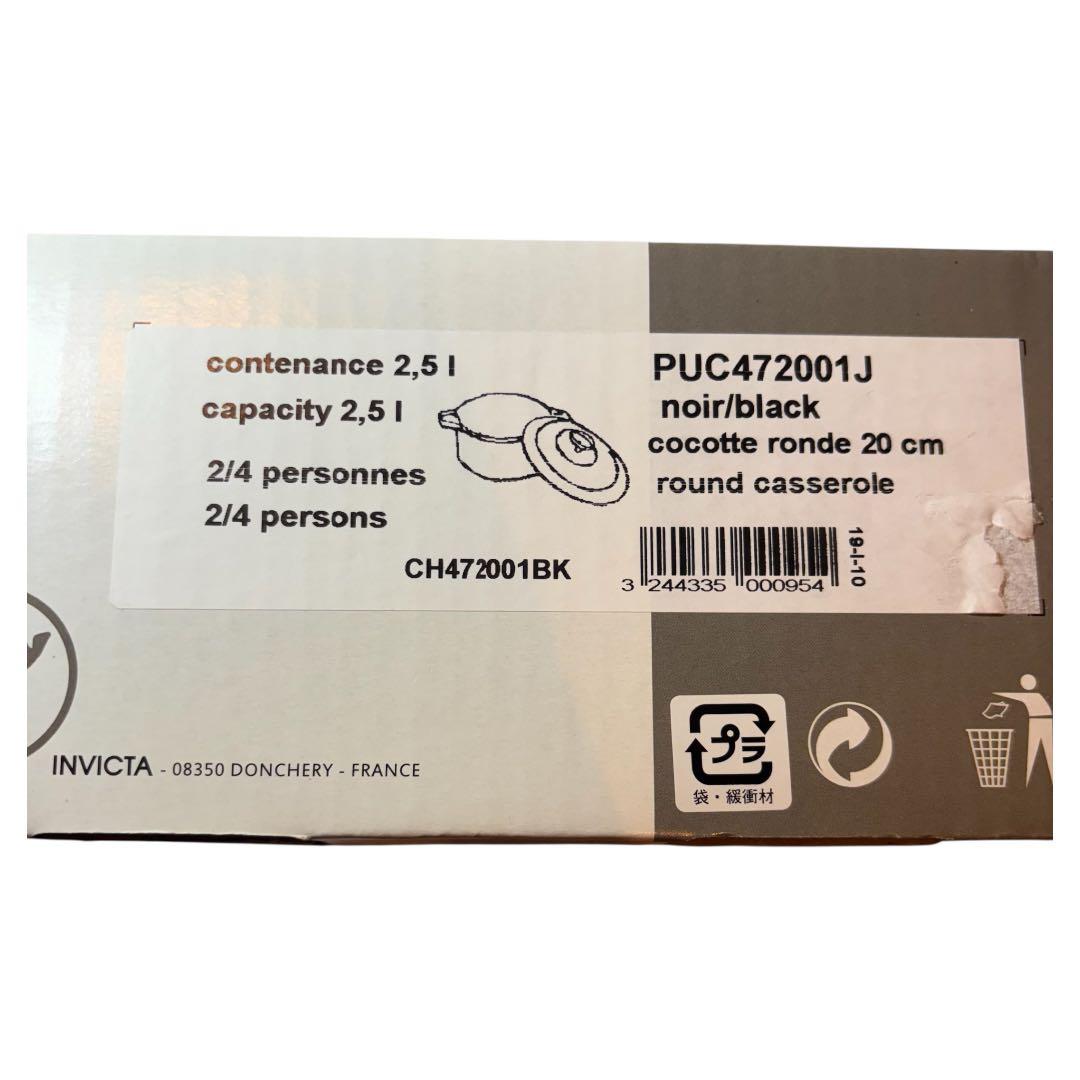 contenance 2,5 l
capacity 2,5 l
2/4 personnes
2/4 persons
CH472001BK
PUC472001J
noir/black
cocotte ronde 20 cm
round casserole
3 244335 000954
19-I-10
INVICTA - 08350 DONCHERY - FRANCE
プラ
袋・緩衝材